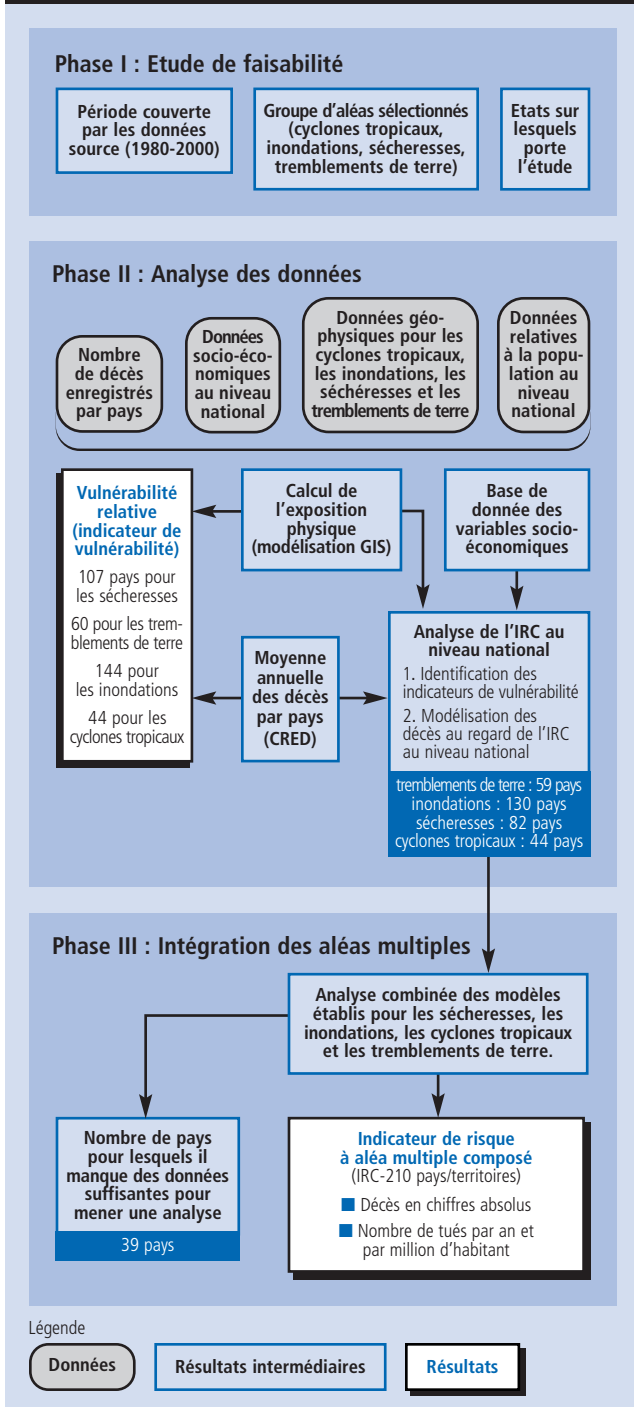 Phase I : Etude de faisabilité
Période couverte
par les données
source (1980-2000)
Groupe d'aléas sélectionnés
(cyclones tropicaux,
inondations, sécheresses,
tremblements de terre)
Etats sur
lesquels
porte
l'étude
Phase II : Analyse des données
Nombre
de décès
enregistrés
par pays
Données
socio-éco-
nomiques
au niveau
national
Données géo-
physiques pour les
cyclones tropicaux,
les inondations, les
séchéresses et les
tremblements de terre
Données
relatives
à la popu-
lation au
niveau
national
Vulnérabilité
relative
(indicateur de
vulnérabilité)
107 pays pour
les sécheresses
60 pour les trem-
blements de terre
144 pour
les inondations
44 pour les
cyclones tropicaux
Calcul de
l'exposition
physique
(modélisation GIS)
Base de
donnée des
variables socio-
économiques
Moyenne
annuelle
des décès
par pays
(CRED)
Analyse de l'IRC au
niveau national
1. Identification des
indicateurs de vulnérabilité
2. Modélisation des
décès au regard de l'IRC
au niveau national
tremblements de terre : 59 pays
inondations : 130 pays
sécheresses : 82 pays
cyclones tropicaux : 44 pays
Phase III : Intégration des aléas multiples
Analyse combinée des modèles
établis pour les sécheresses, les
inondations, les cyclones tropicaux
et les tremblements de terre.
Nombre de pays
pour lesquels il
manque des données
suffisantes pour
mener une analyse
39 pays
Indicateur de risque
à aléa multiple composé
(IRC-210 pays/territoires)
■ Décès en chiffres absolus
■ Nombre de tués par an et
par million d'habitant
Légende
Données
Résultats intermédiaires
Résultats